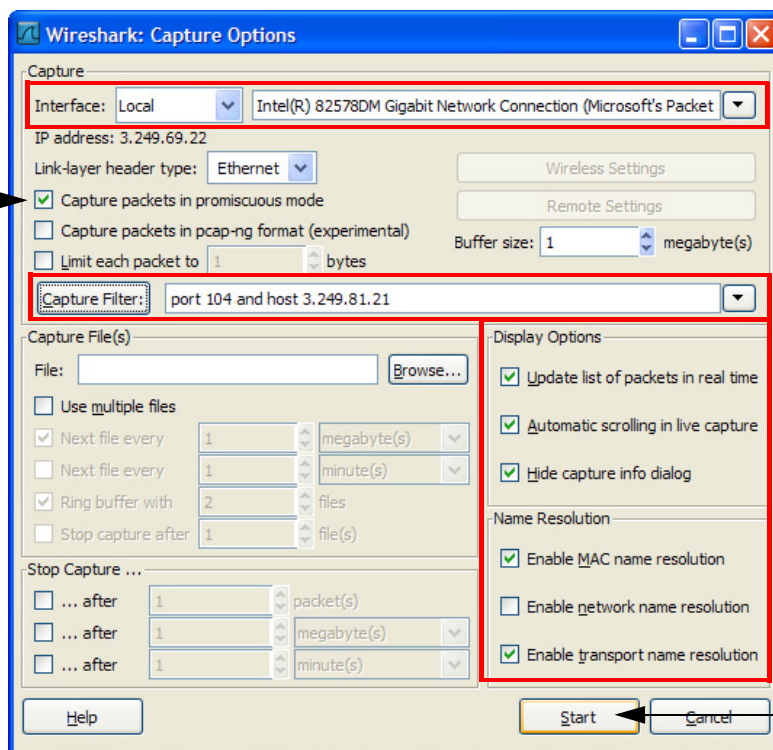 Wireshark: Capture Options
Capture
Interface: Local Intel(R) 82578DM Gigabit Network Connection (Microsoft's Packet
IP address: 3.249.69.22
Link-layer header type: Ethernet Wireless Settings
Capture packets in promiscuous mode Remote Settings
Capture packets in pcap-ng format (experimental) Buffer size: 1 megabyte(s)
Limit each packet to 1 bytes
Capture Filter: port 104 and host 3.249.81.21
Capture File(s)
File: Browse...
Use multiple files
Next file every 1 megabyte(s)
Next file every 1 minute(s)
Ring buffer with 2 files
Stop capture after 1 file(s)
Stop Capture ...
... after 1 packet(s)
... after 1 megabyte(s)
... after 1 minute(s)
Display Options
Update list of packets in real time
Automatic scrolling in live capture
Hide capture info dialog
Name Resolution
Enable MAC name resolution
Enable network name resolution
Enable transport name resolution
Help Start Cancel